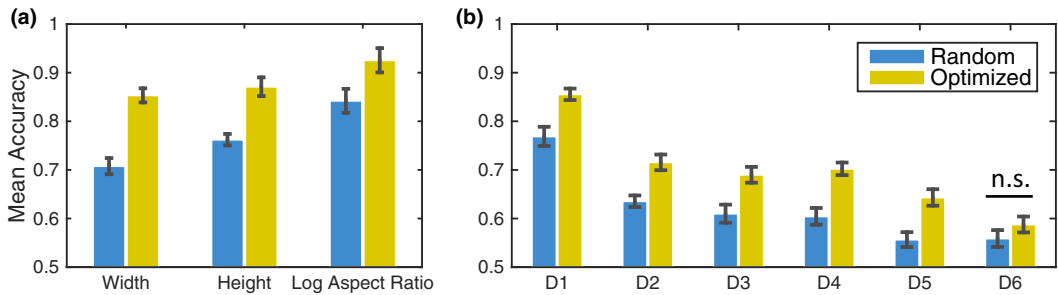 (a)
Mean Accuracy
1
0.9
0.8
0.7
0.6
0.5
Width Height Log Aspect Ratio
(b)
1
0.9
0.8
0.7
0.6
0.5
Random
Optimized
n.s.
D1 D2 D3 D4 D5 D6